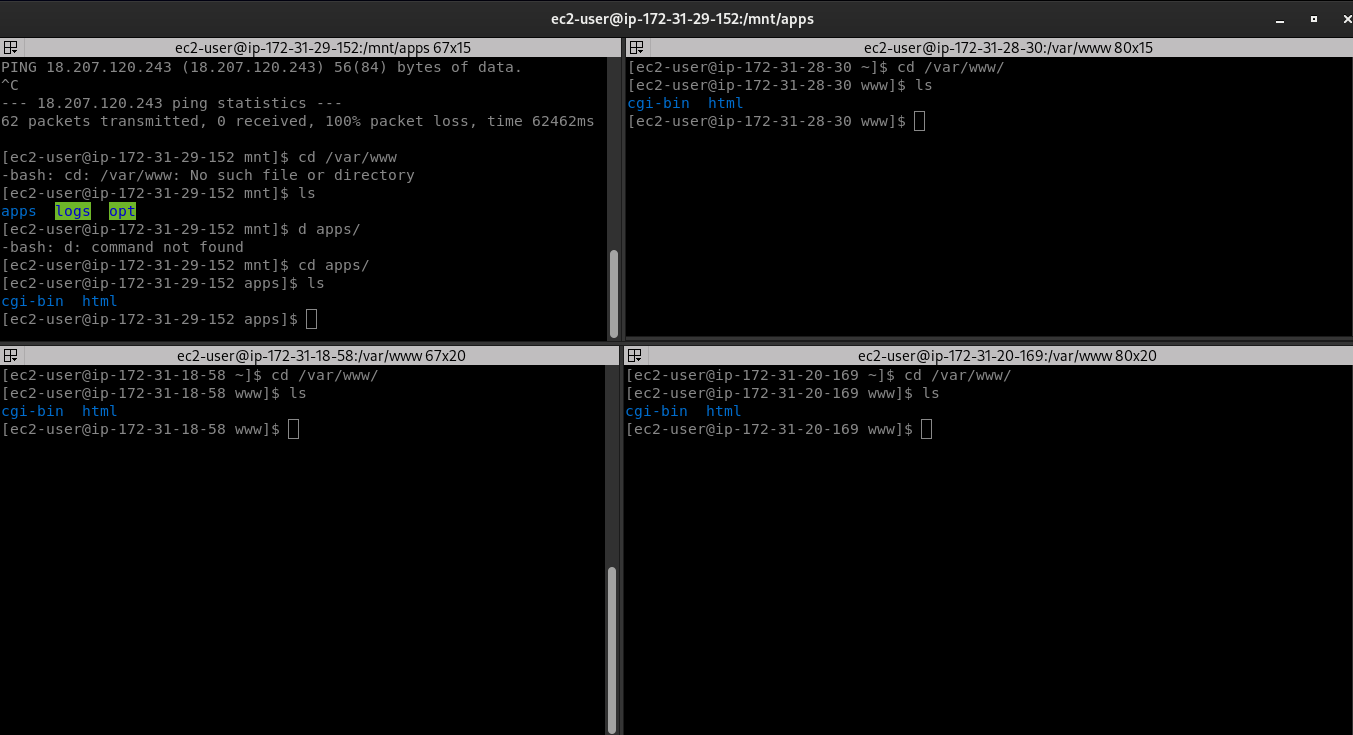 ec2-user@ip-172-31-29-152:/mnt/apps
ec2-user@ip-172-31-29-152:/mnt/apps 67x15
PING 18.207.120.243 (18.207.120.243) 56(84) bytes of data.
^C
--- 18.207.120.243 ping statistics ---
62 packets transmitted, 0 received, 100% packet loss, time 62462ms
[ec2-user@ip-172-31-29-152 mnt]$ cd /var/www
-bash: cd: /var/www: No such file or directory
[ec2-user@ip-172-31-29-152 mnt]$ ls
apps  logs  opt
[ec2-user@ip-172-31-29-152 mnt]$ d apps/
-bash: d: command not found
[ec2-user@ip-172-31-29-152 mnt]$ cd apps/
[ec2-user@ip-172-31-29-152 apps]$ ls
cgi-bin  html
[ec2-user@ip-172-31-29-152 apps]$
ec2-user@ip-172-31-28-30:/var/www 80x15
[ec2-user@ip-172-31-28-30 ~]$ cd /var/www/
[ec2-user@ip-172-31-28-30 www]$ ls
cgi-bin  html
[ec2-user@ip-172-31-28-30 www]$
ec2-user@ip-172-31-18-58:/var/www 67x20
[ec2-user@ip-172-31-18-58 ~]$ cd /var/www/
[ec2-user@ip-172-31-18-58 www]$ ls
cgi-bin  html
[ec2-user@ip-172-31-18-58 www]$
ec2-user@ip-172-31-20-169:/var/www 80x20
[ec2-user@ip-172-31-20-169 ~]$ cd /var/www/
[ec2-user@ip-172-31-20-169 www]$ ls
cgi-bin  html
[ec2-user@ip-172-31-20-169 www]$